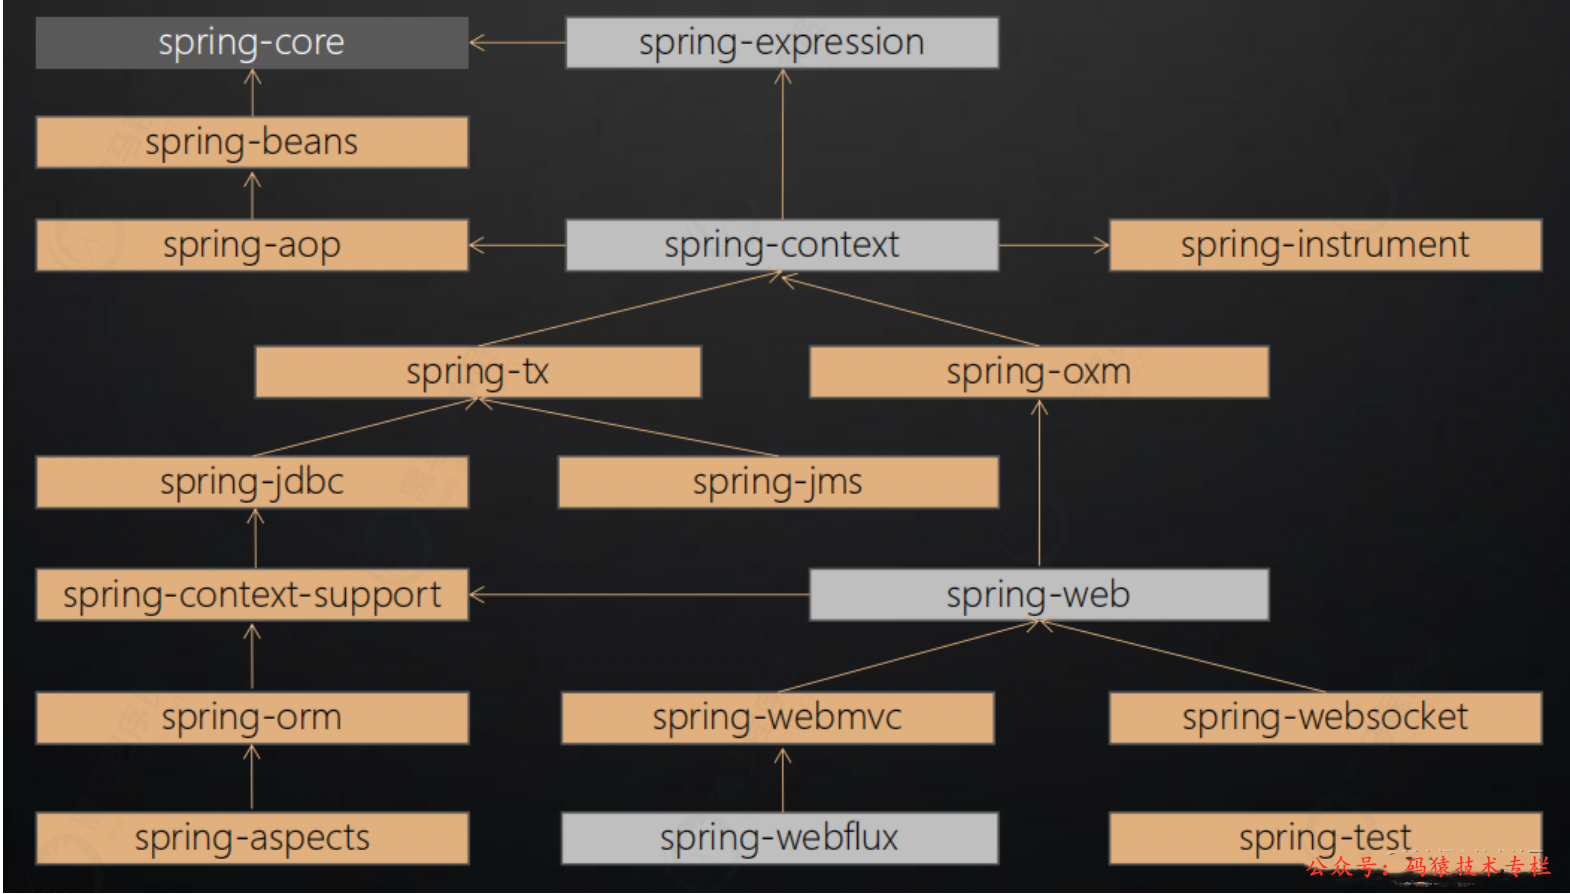 spring-core
spring-expression
spring-beans
spring-aop
spring-context
spring-instrument
spring-tx
spring-oxm
spring-jdbc
spring-jms
spring-context-support
spring-web
spring-orm
spring-webmvc
spring-websocket
spring-aspects
spring-webflux
spring-test
公众号：码猿技术专栏